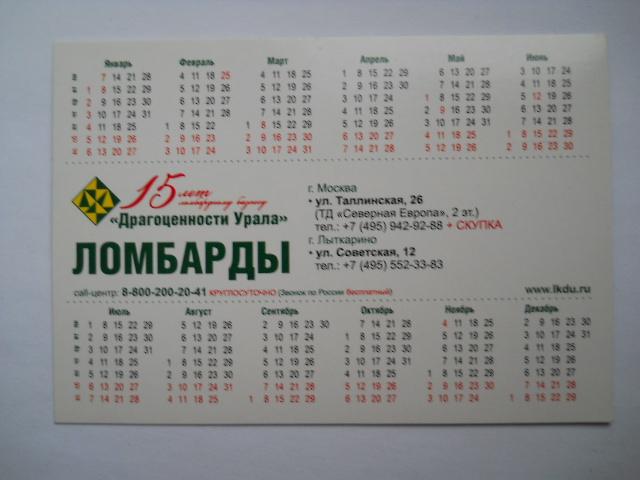 Январь Февраль Март Апрель Май Июнь
7 14 21 28 4 11 18 25 4 11 18 25 1 8 15 22 29 6 13 20 27 3 10 17 24
1 8 15 22 29 5 12 19 26 5 12 19 26 2 9 16 23 30 7 14 21 28 4 11 18 25
2 9 16 23 30 6 13 20 27 6 13 20 27 3 10 17 24 1 8 15 22 29 5 12 19 26
3 10 17 24 31 7 14 21 28 7 14 21 28 4 11 18 25 2 9 16 23 30 6 13 20 27
4 11 18 25 1 8 15 22 1 8 15 22 29 5 12 19 26 3 10 17 24 31 7 14 21 28
5 12 19 26 2 9 16 23 2 9 16 23 30 6 13 20 27 4 11 18 25 1 8 15 22 29
6 13 20 27 3 10 17 24 3 10 17 24 31 7 14 21 28 5 12 19 26 2 9 16 23 30
15 лет
ломбардному бизнесу
«Драгоценности Урала»
ЛОМБАРДЫ
г. Москва
• ул. Таллинская, 26
(ТД «Северная Европа», 2 эт.)
тел.: +7 (495) 942-92-88 + СКУПКА
г. Лыткарино
• ул. Советская, 12
тел.: +7 (495) 552-33-83
call-центр: 8-800-200-20-41 КРУГЛОСУТОЧНО (Звонок по России бесплатный)
www.lkdu.ru
Июль Август Сентябрь Октябрь Ноябрь Декабрь
1 8 15 22 29 5 12 19 26 2 9 16 23 30 7 14 21 28 4 11 18 25 2 9 16 23 30
2 9 16 23 30 6 13 20 27 3 10 17 24 1 8 15 22 29 5 12 19 26 3 10 17 24 31
3 10 17 24 31 7 14 21 28 4 11 18 25 2 9 16 23 30 6 13 20 27 4 11 18 25
4 11 18 25 1 8 15 22 29 5 12 19 26 3 10 17 24 31 7 14 21 28 5 12 19 26
5 12 19 26 2 9 16 23 30 6 13 20 27 4 11 18 25 1 8 15 22 29 6 13 20 27
6 13 20 27 3 10 17 24 31 7 14 21 28 5 12 19 26 2 9 16 23 30 7 14 21 28
7 14 21 28 4 11 18 25 1 8 15 22 29 6 13 20 27 3 10 17 24 1 8 15 22 29